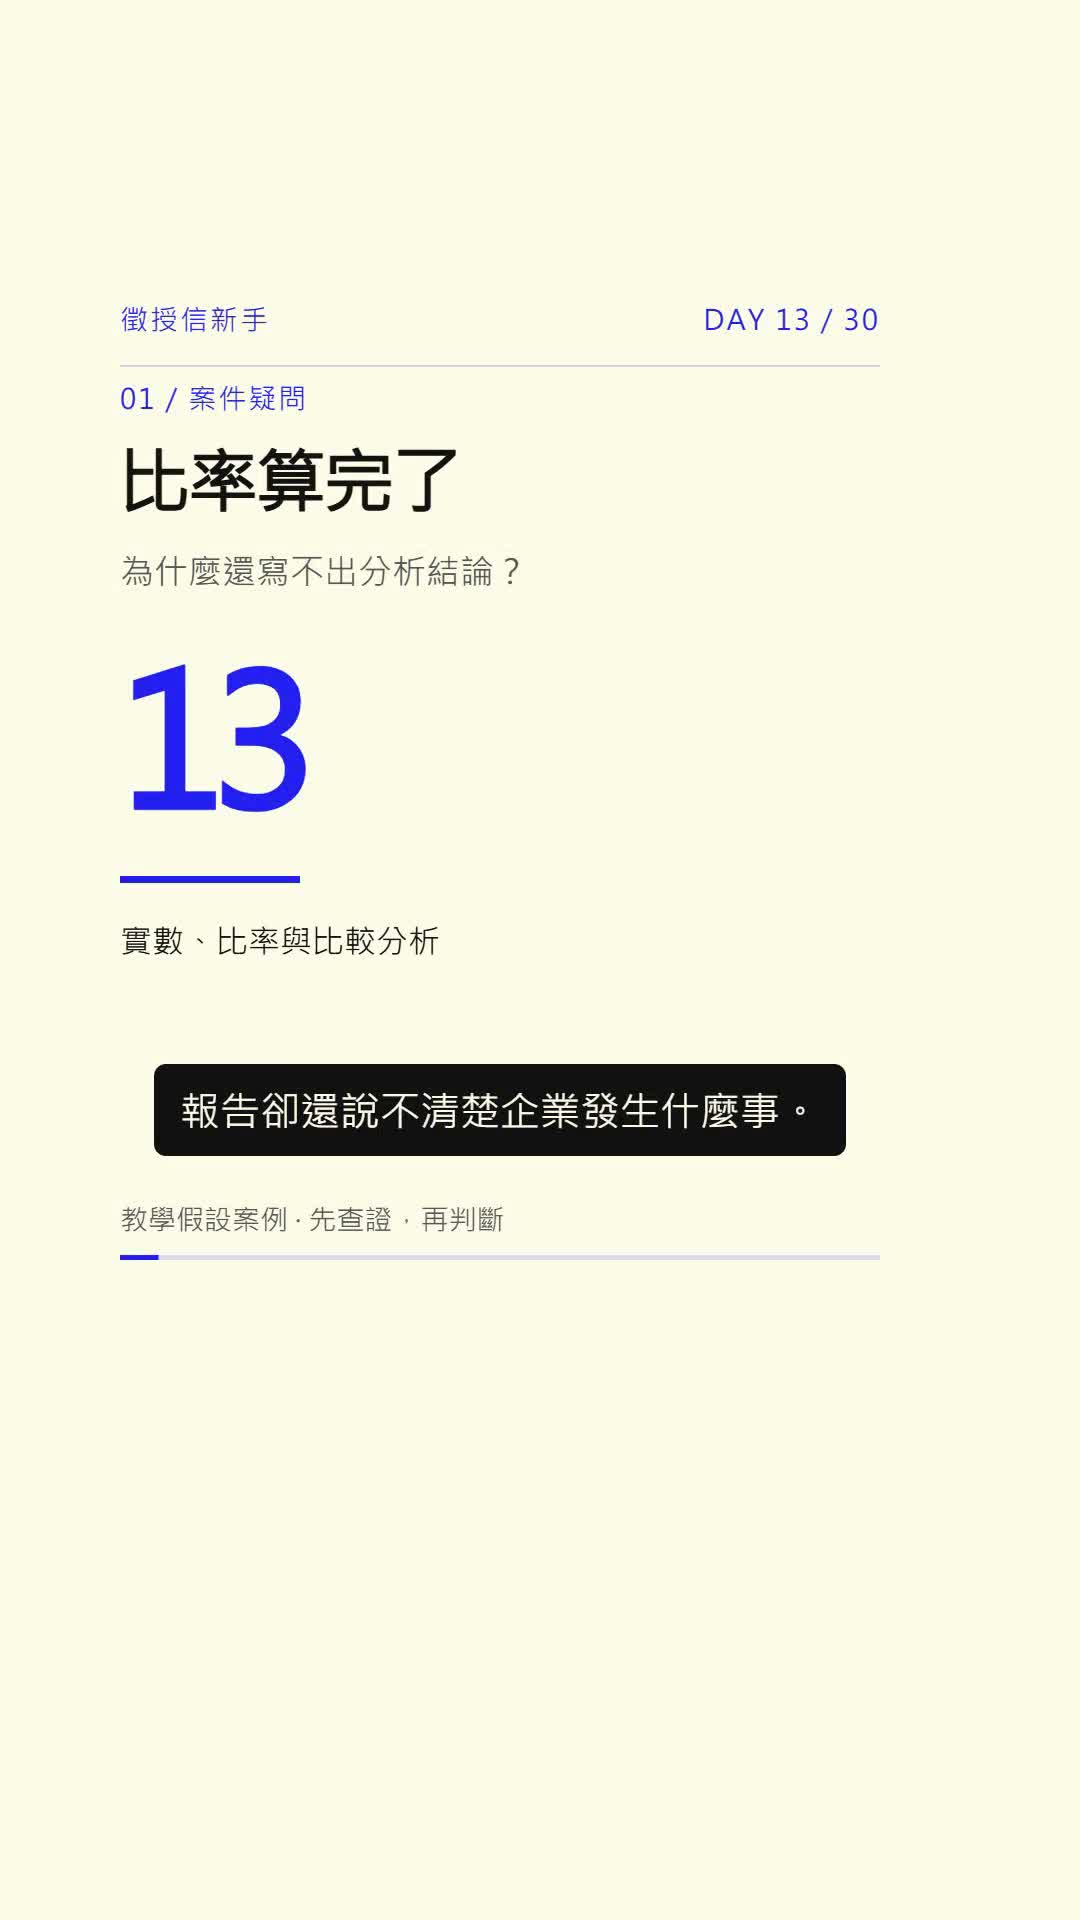 徵授信新手
DAY 13 / 30
01 / 案件疑問
比率算完了
為什麼還寫不出分析結論？
13
實數、比率與比較分析
報告卻還說不清楚企業發生什麼事。
教學假設案例 · 先查證，再判斷